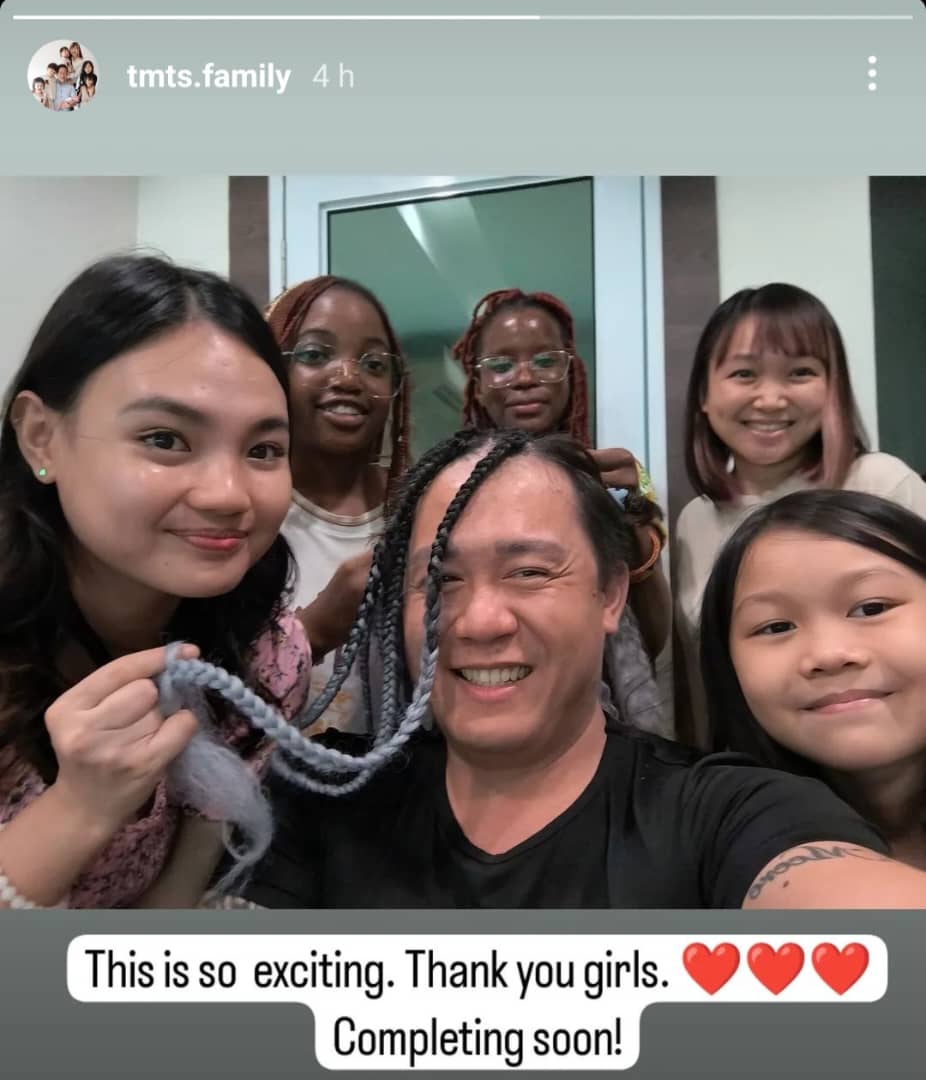 tmts.family 4 h
This is so exciting. Thank you girls. ❤️❤️❤️
Completing soon!